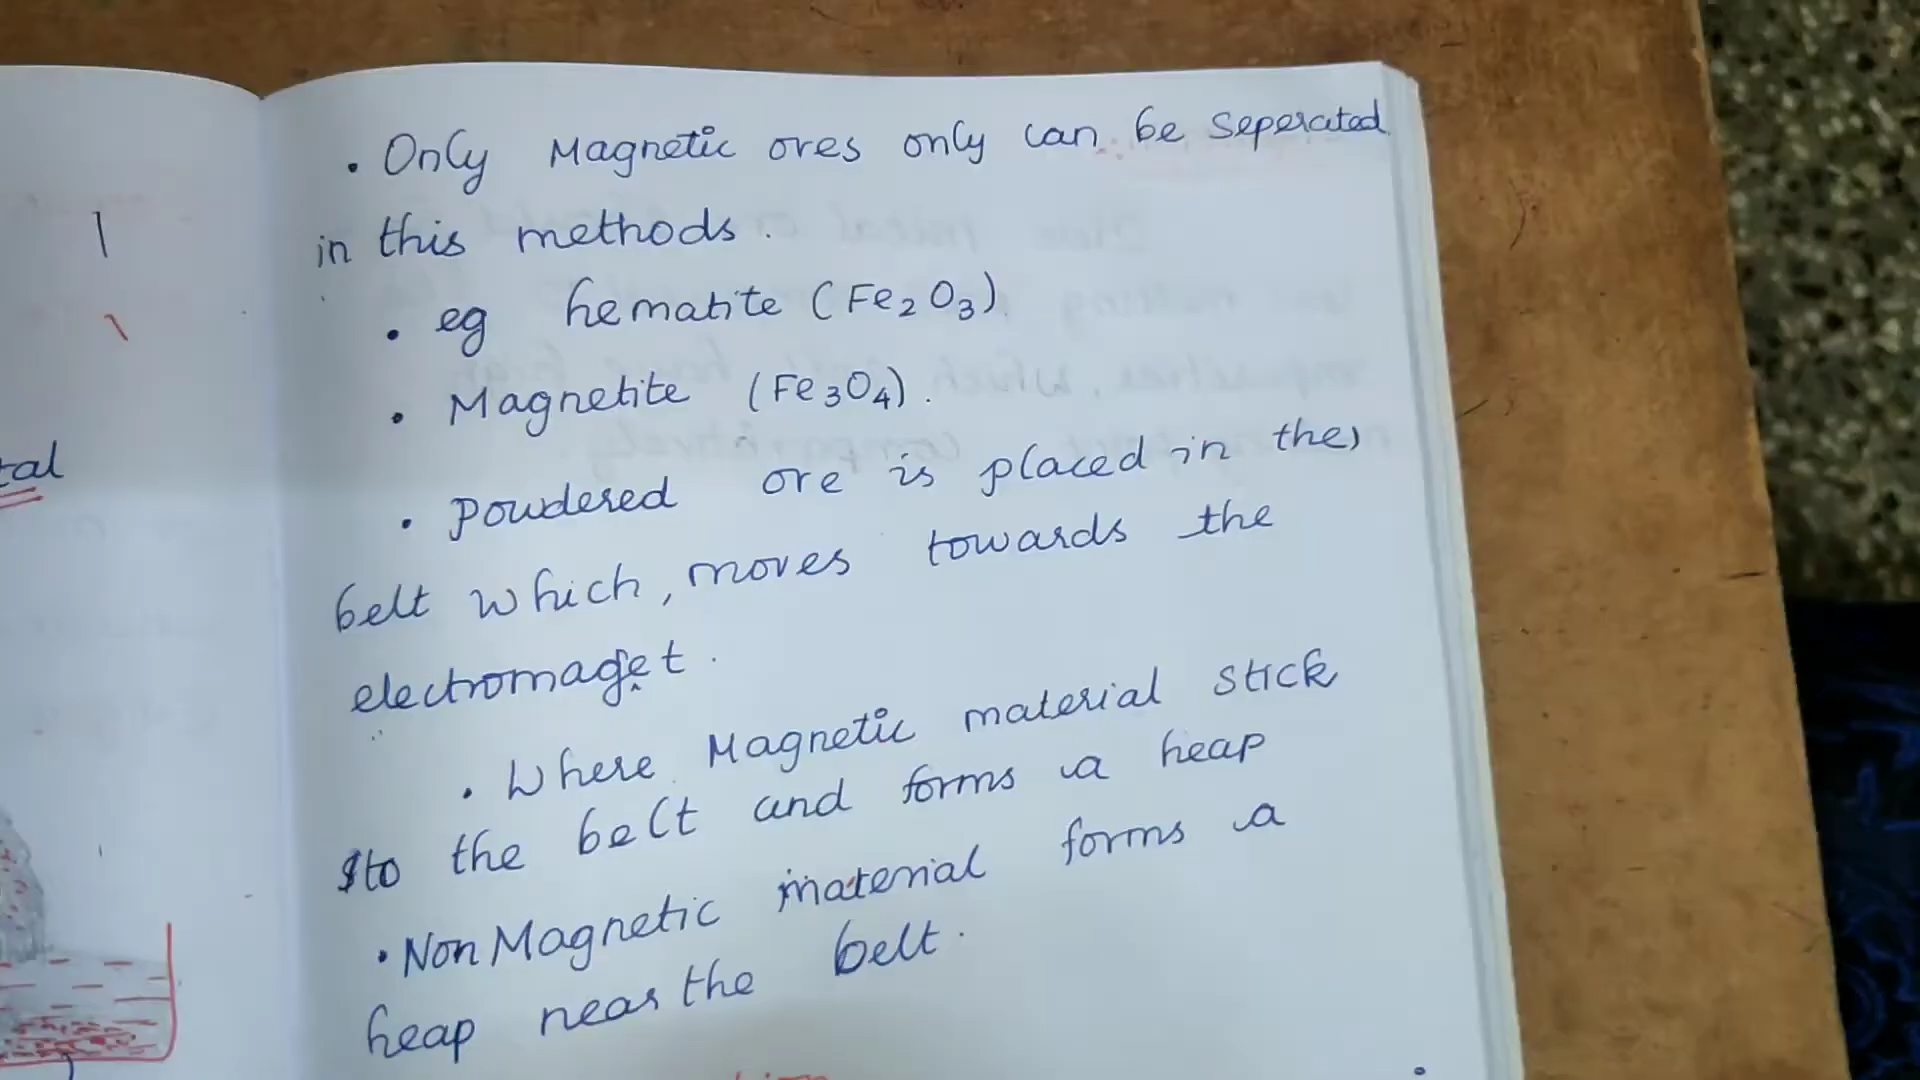 tal
• Only Magnetic ores only can be seperated
in this methods.
• eg hematite (Fe₂O₃)
• Magnetite (Fe₃O₄).
• Powdered ore is placed in the
belt which, moves towards the
electromaget.
• Where Magnetic material stick
to the belt and forms a heap
• Non Magnetic material forms a
heap near the belt.